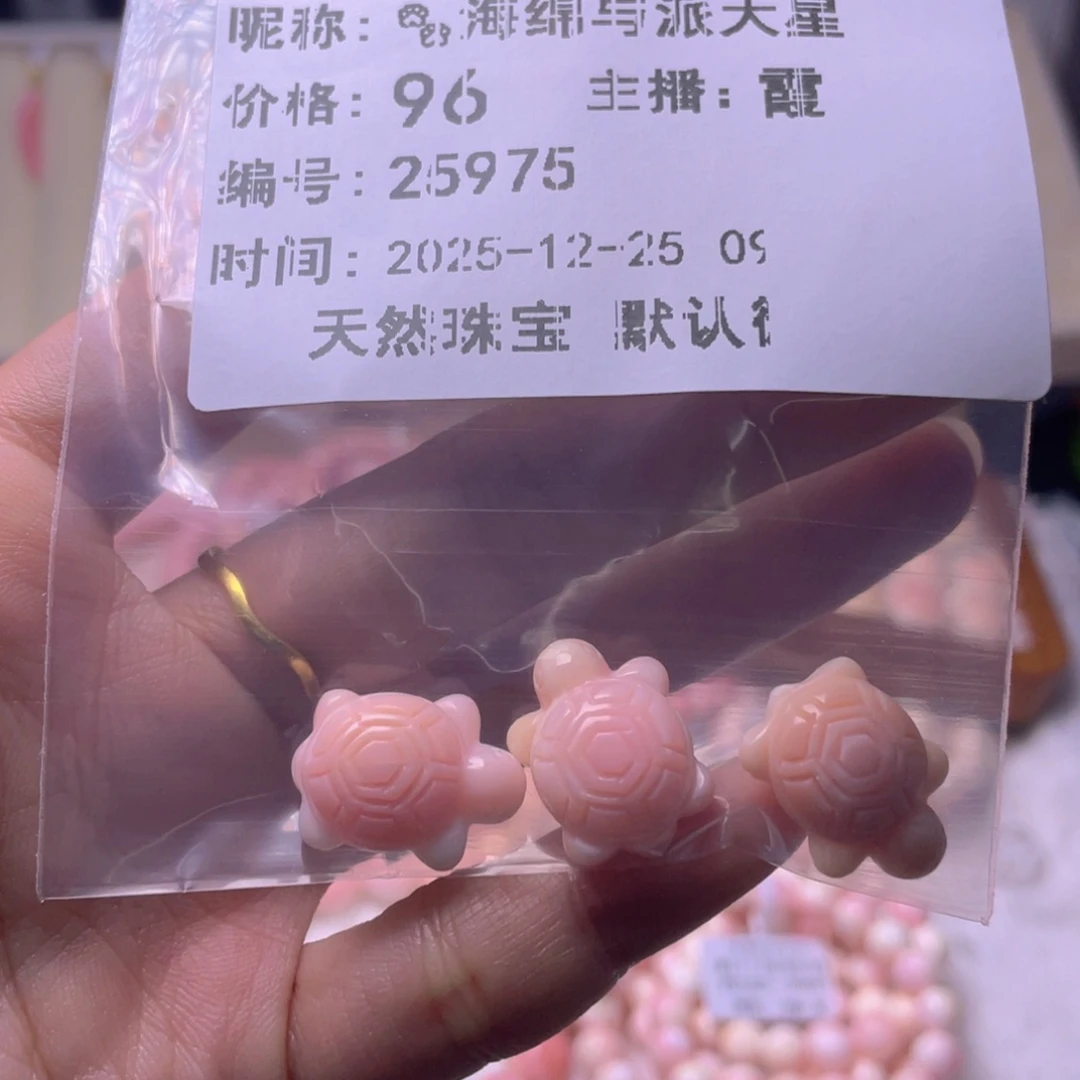 昵称: 海绵与派大星
价格: 96 主播: 霞
编号: 25975
时间: 2025-12-25 09
天然珠宝 默认